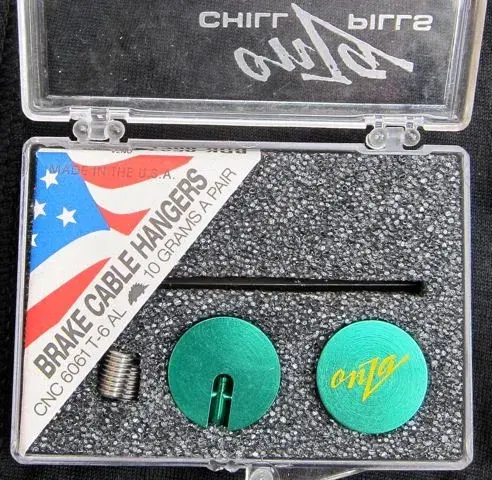 CHILL PILLS
onza
MADE IN THE U.S.A.
BRAKE CABLE HANGERS
CNC 6061 T-6 AL 10 GRAMS A PAIR
onza